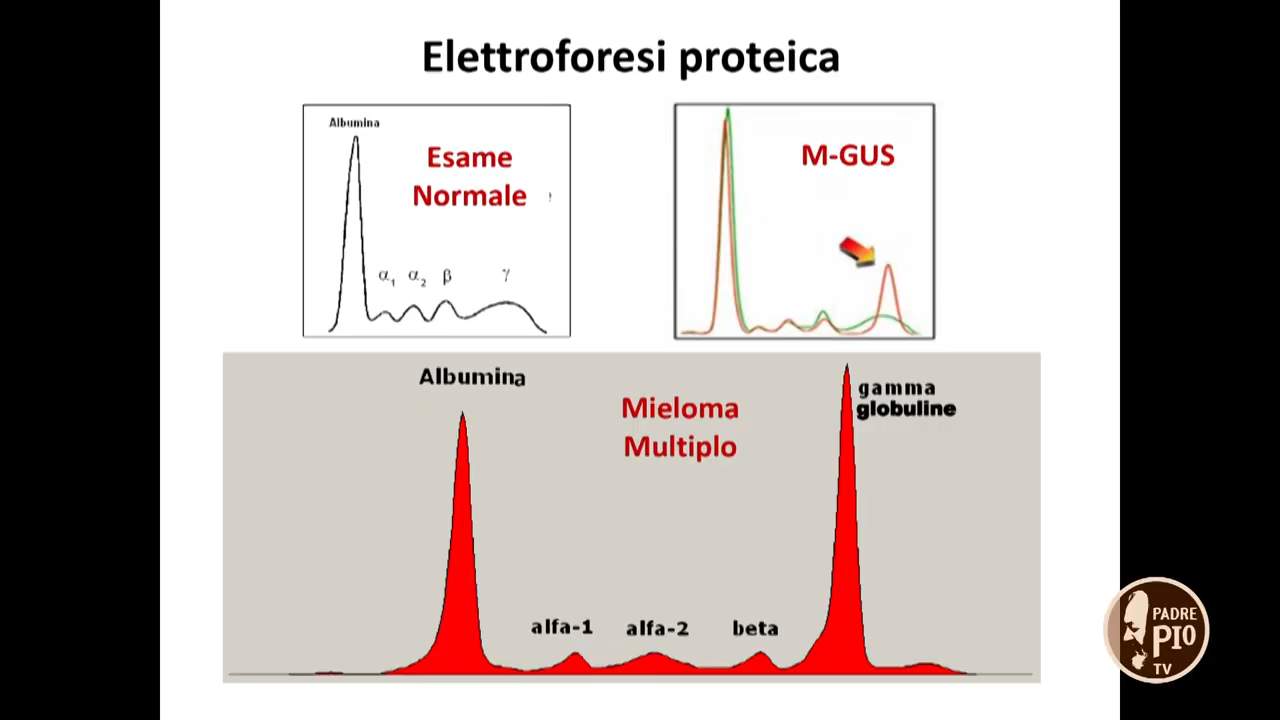 Elettroforesi proteica
Albumina
Esame
Normale
α1 α2 β γ
M-GUS
Albumina
Mieloma
Multiplo
gamma
globuline
alfa-1 alfa-2 beta
PADRE
PIO
TV